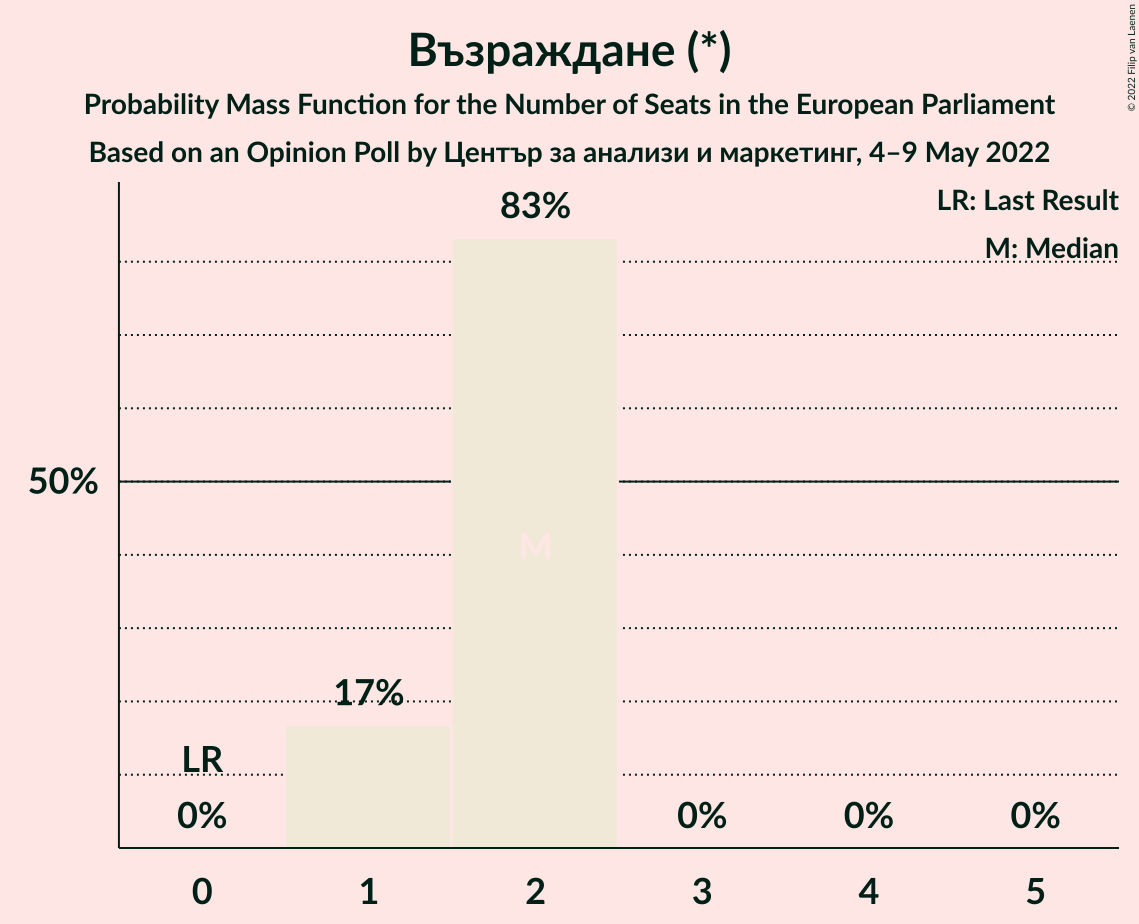 Възраждане (*)
Probability Mass Function for the Number of Seats in the European Parliament
Based on an Opinion Poll by Център за анализи и маркетинг, 4–9 May 2022
© 2022 Filip van Laenen
LR: Last Result
M: Median
83%
50%
M
17%
LR
0% 0% 0% 0%
0 1 2 3 4 5